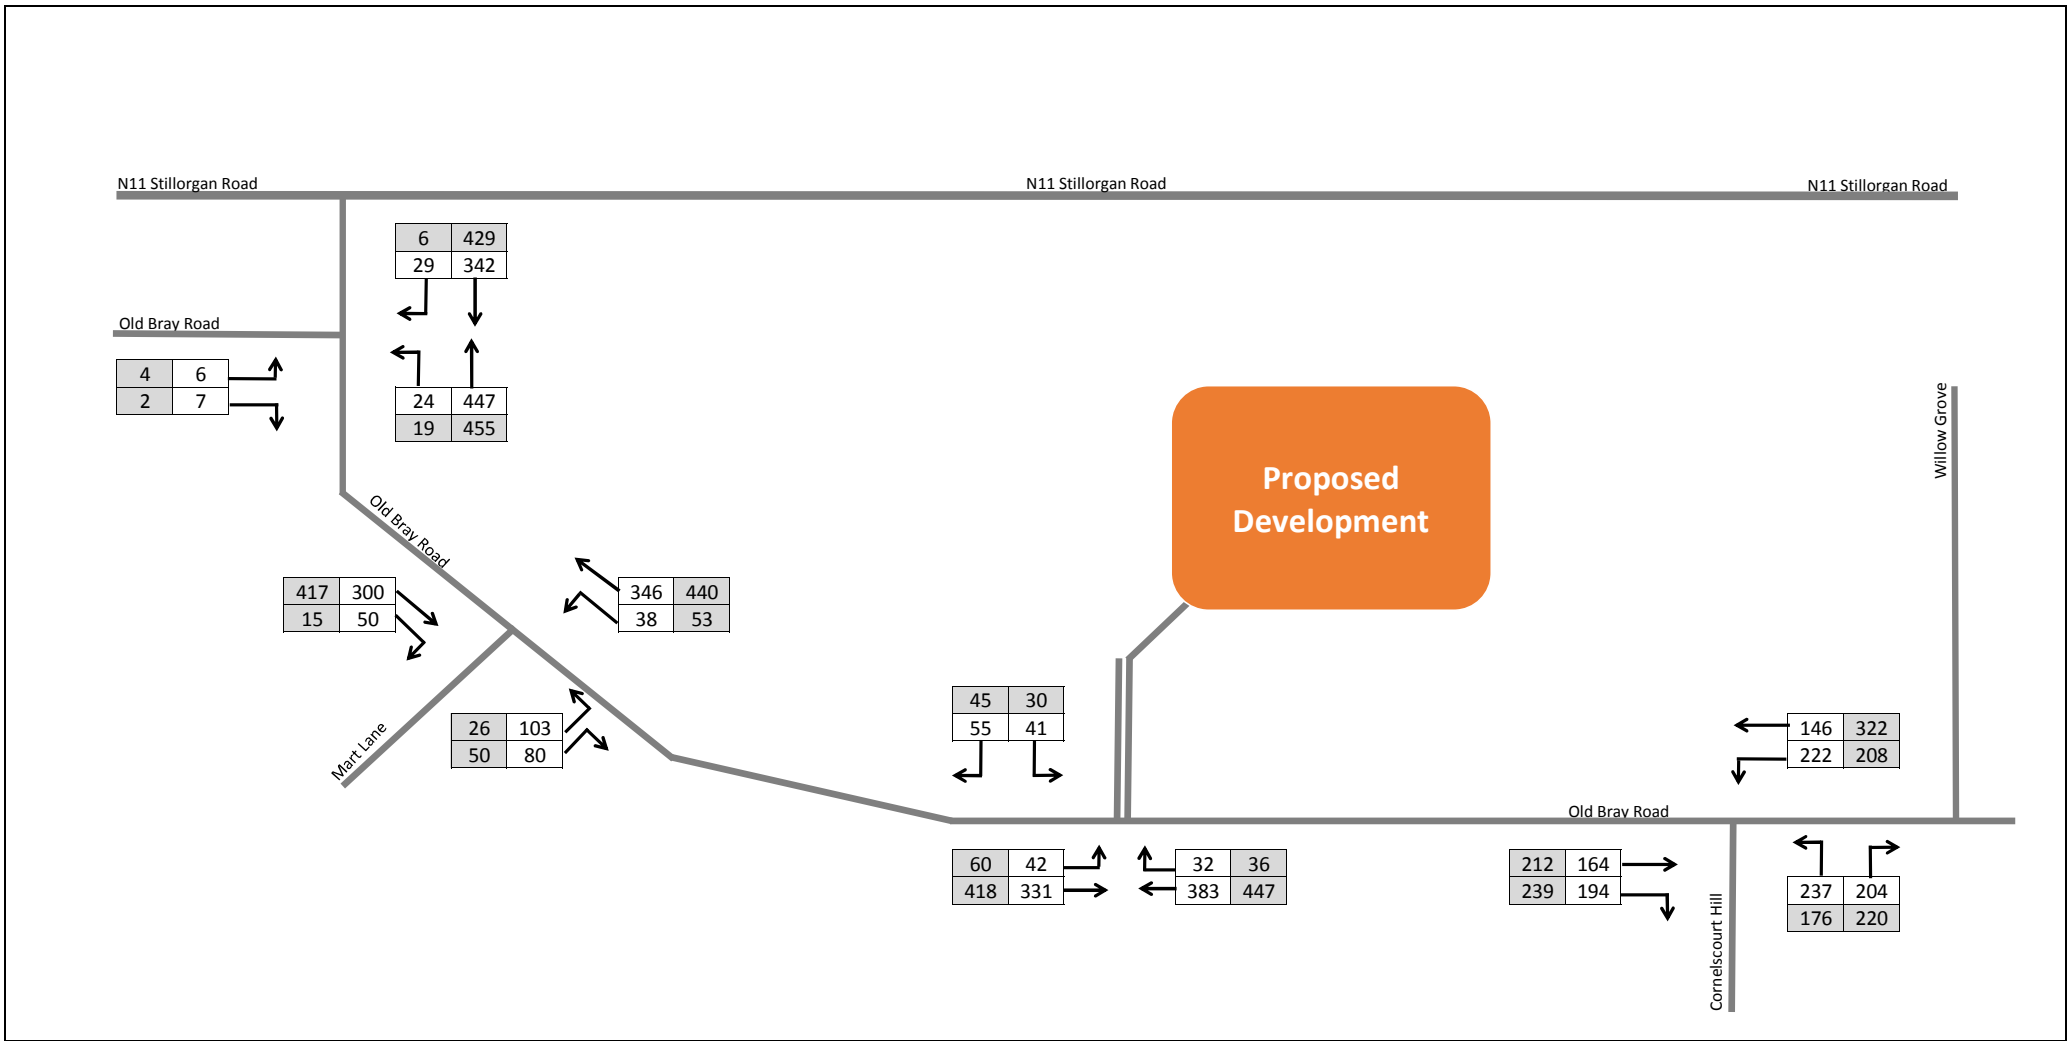 N11 Stillorgan Road N11 Stillorgan Road N11 Stillorgan Road
6 429
29 342
Old Bray Road
4 6
2 7
24 447
19 455
Willow Grove
Proposed
Development
Old Bray Road
417 300
15 50
346 440
38 53
Mart Lane
26 103
50 80
45 30
55 41
146 322
222 208
Old Bray Road
60 42
418 331
32 36
383 447
212 164
239 194
237 204
176 220
Cornelscourt Hill